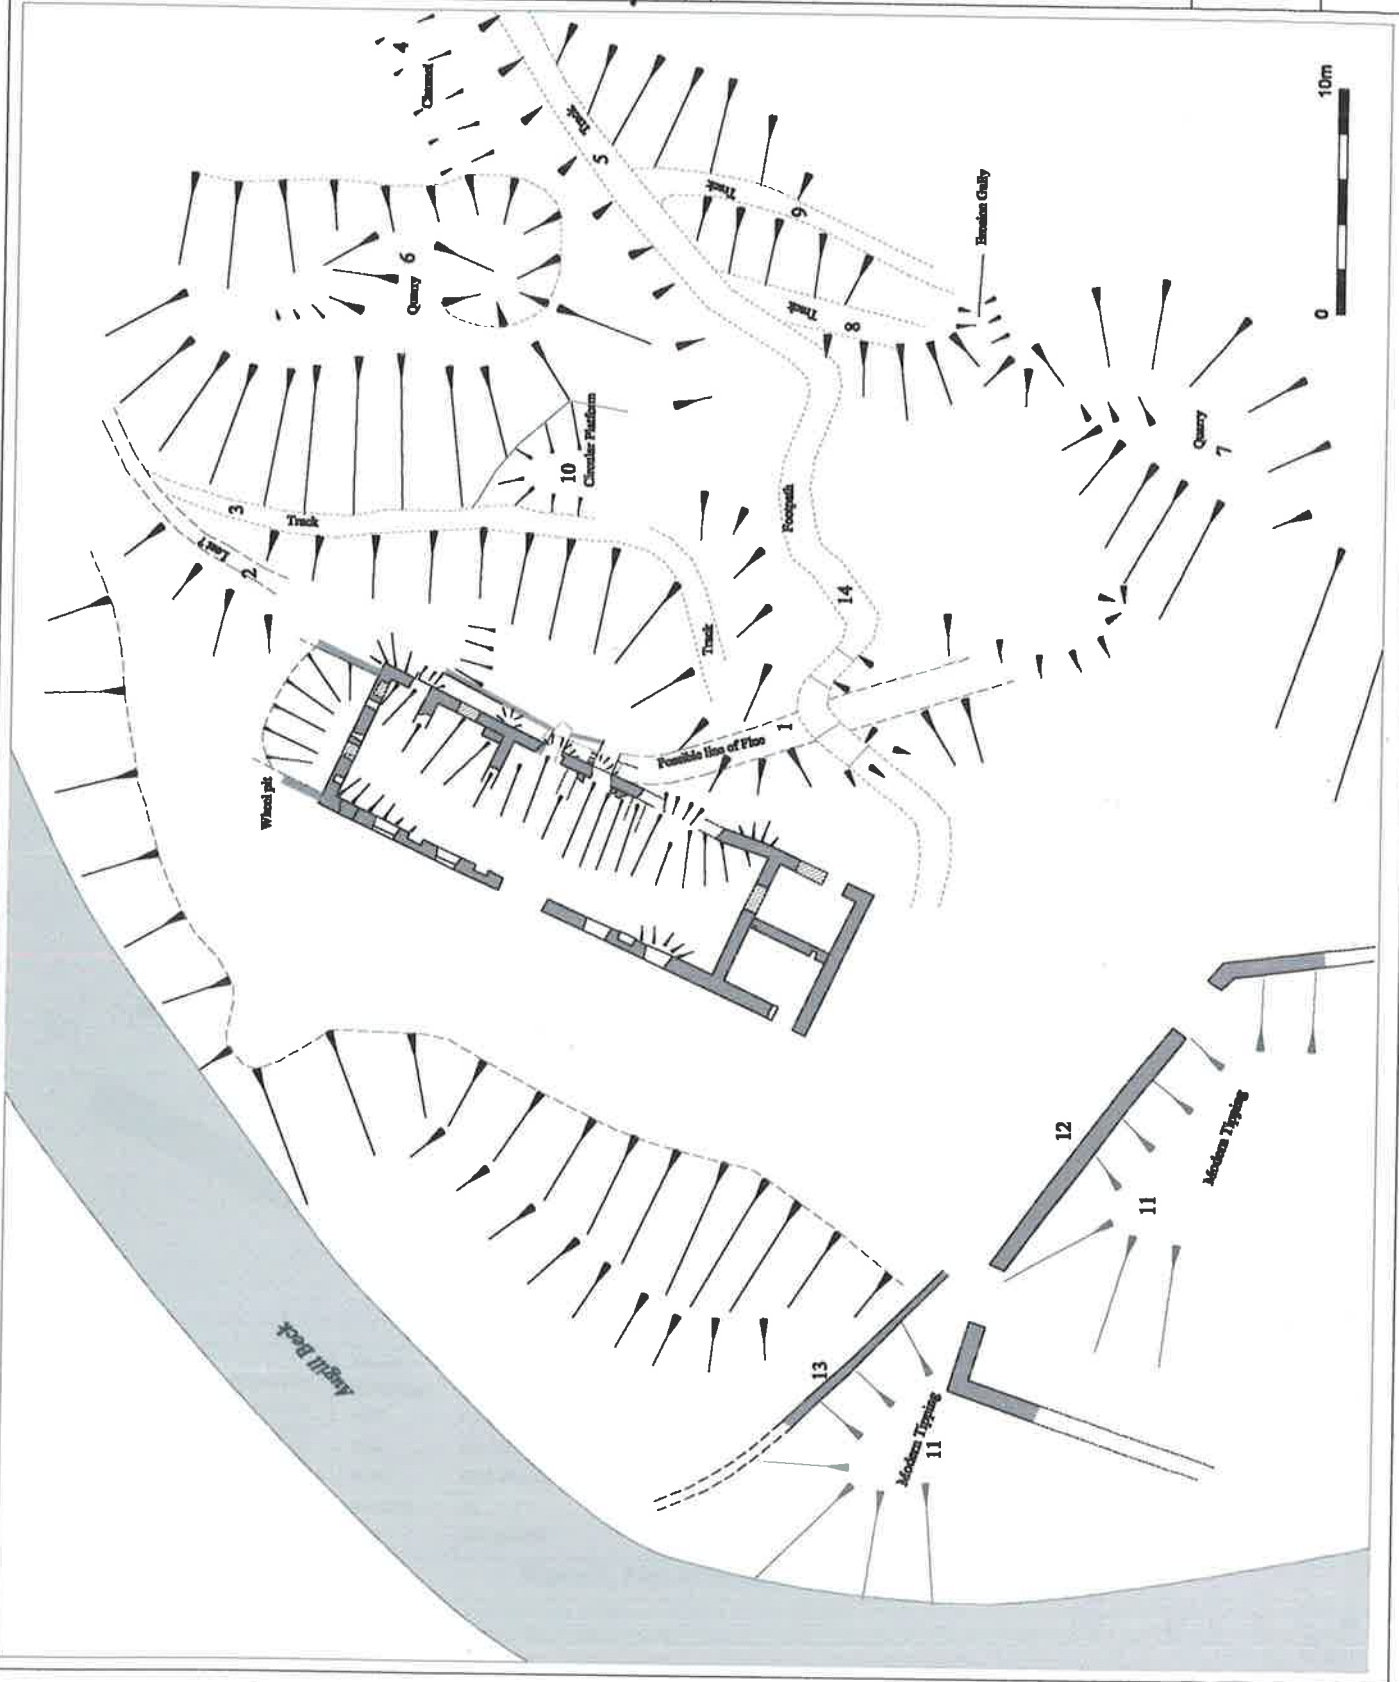 4
Channel
Track
5
10m
0
Track
9
Erosion Gully
6
Quarry
Track
8
Quarry
7
10
Circular Platform
3
Track
Leat ?
2
Footpath
14
Track
1
Possible line of Flue
Wheel pit
12
Modern Tipping
11
13
Modern Tipping
11
Augill Beck